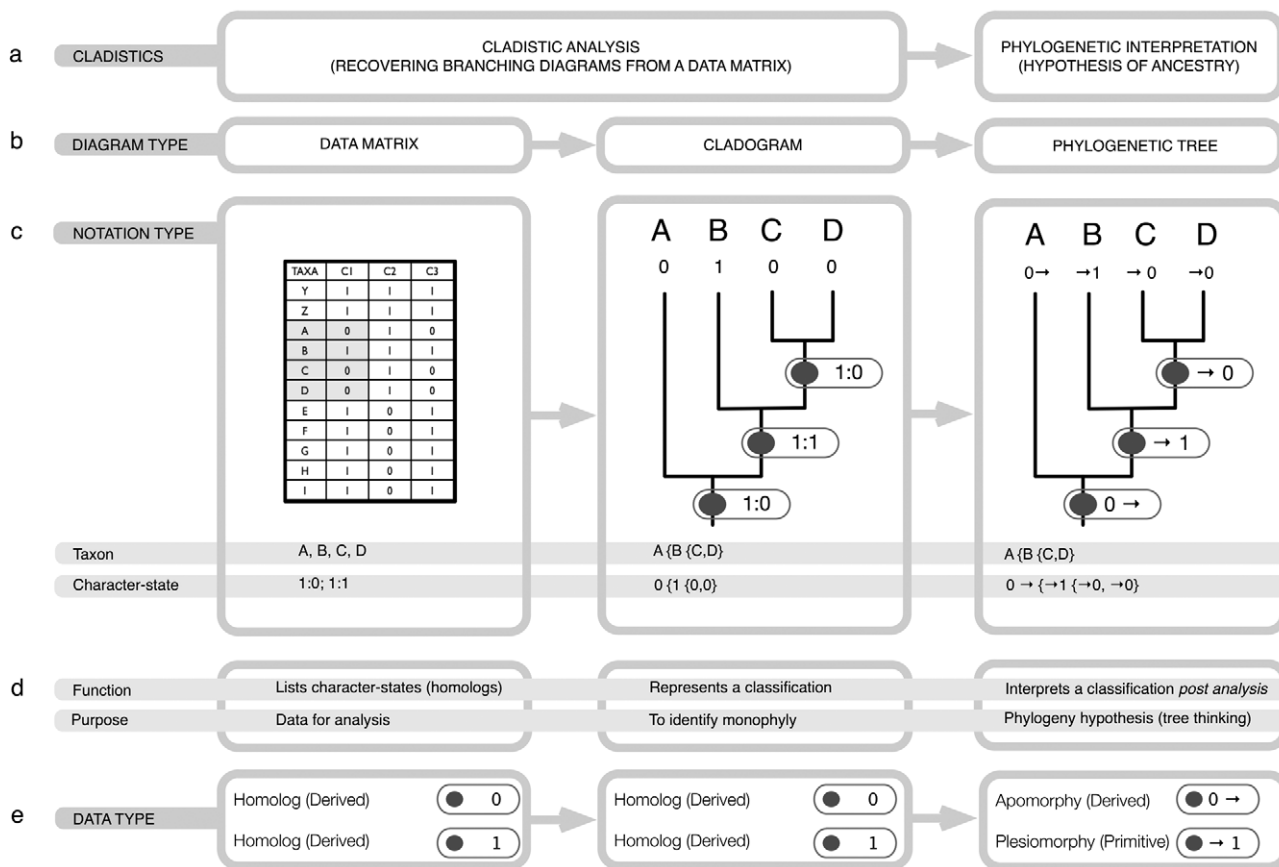 a
CLADISTICS
CLADISTIC ANALYSIS
(RECOVERING BRANCHING DIAGRAMS FROM A DATA MATRIX)
PHYLOGENETIC INTERPRETATION
(HYPOTHESIS OF ANCESTRY)
b
DIAGRAM TYPE
DATA MATRIX
CLADOGRAM
PHYLOGENETIC TREE
c
NOTATION TYPE
TAXA C1 C2 C3
Y 1 1 1
Z 1 1 1
A 0 1 0
B 1 1 1
C 0 1 0
D 0 1 0
E 1 0 1
F 1 0 1
G 1 0 1
H 1 0 1
I 1 0 1
A B C D
0 1 0 0
1:0
1:1
1:0
A B C D
0→ →1 → 0 →0
→ 0
→ 1
0 →
Taxon
A, B, C, D
A {B {C,D}
A {B {C,D}
Character-state
1:0; 1:1
0 {1 {0,0}
0 → {→1 {→0, →0}
d
Function
Lists character-states (homologs)
Represents a classification
Interprets a classification post analysis
Purpose
Data for analysis
To identify monophyly
Phylogeny hypothesis (tree thinking)
e
DATA TYPE
Homolog (Derived) 0
Homolog (Derived) 1
Homolog (Derived) 0
Homolog (Derived) 1
Apomorphy (Derived) 0 →
Plesiomorphy (Primitive) → 1